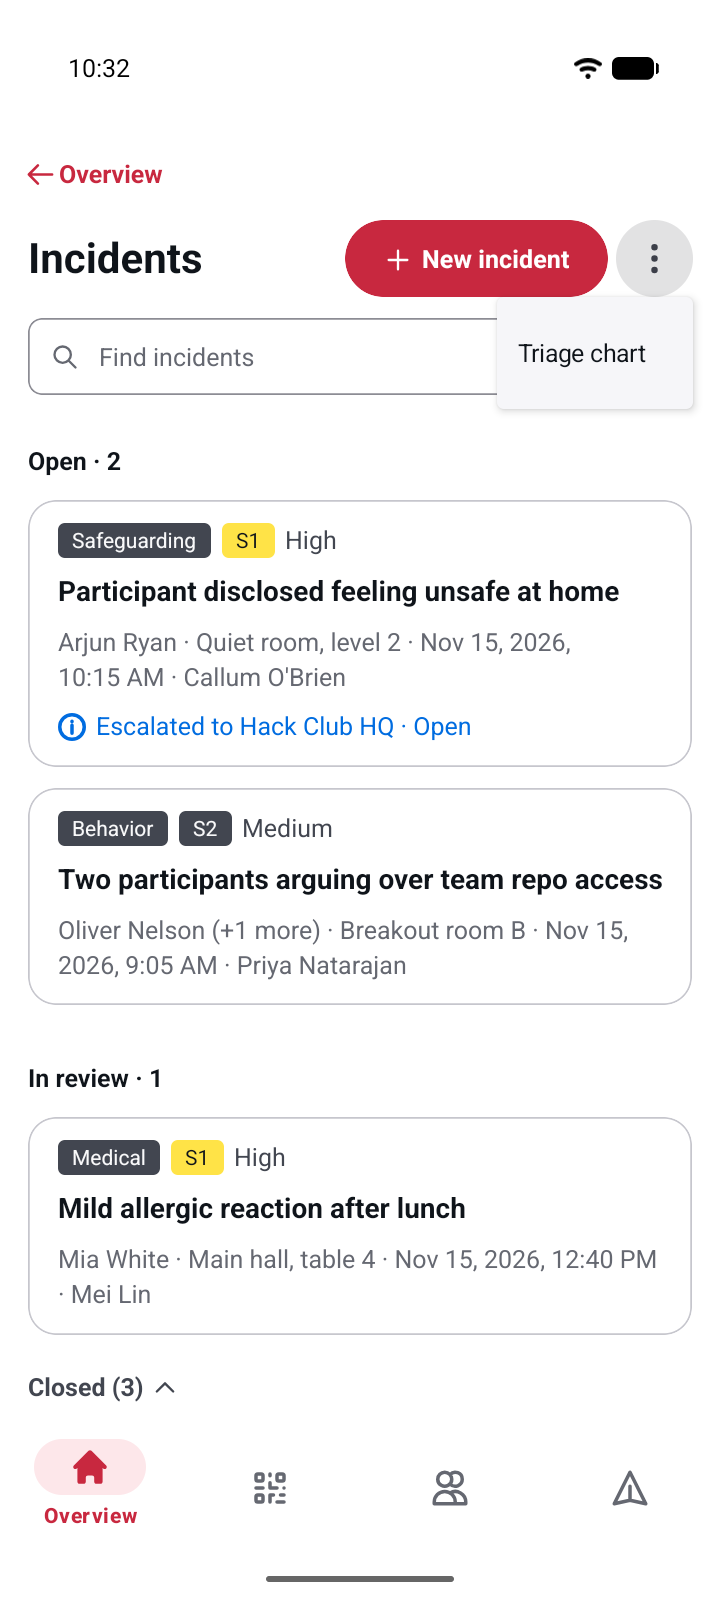 10:32
Overview
Incidents
New incident
Triage chart
Find incidents
Open · 2
Safeguarding S1 High
Participant disclosed feeling unsafe at home
Arjun Ryan · Quiet room, level 2 · Nov 15, 2026,
10:15 AM · Callum O'Brien
Escalated to Hack Club HQ · Open
Behavior S2 Medium
Two participants arguing over team repo access
Oliver Nelson (+1 more) · Breakout room B · Nov 15,
2026, 9:05 AM · Priya Natarajan
In review · 1
Medical S1 High
Mild allergic reaction after lunch
Mia White · Main hall, table 4 · Nov 15, 2026, 12:40 PM
· Mei Lin
Closed (3)
Overview